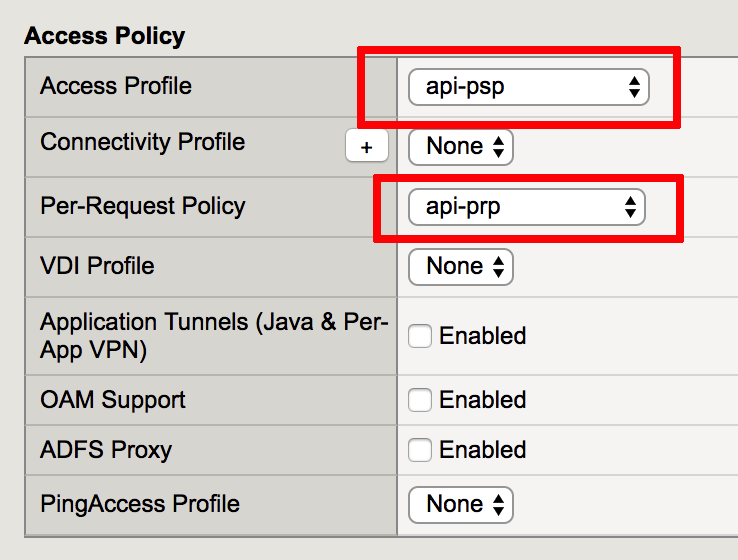 Access Policy
Access Profile api-psp
Connectivity Profile + None
Per-Request Policy api-prp
VDI Profile None
Application Tunnels (Java & Per-
App VPN) Enabled
OAM Support Enabled
ADFS Proxy Enabled
PingAccess Profile None